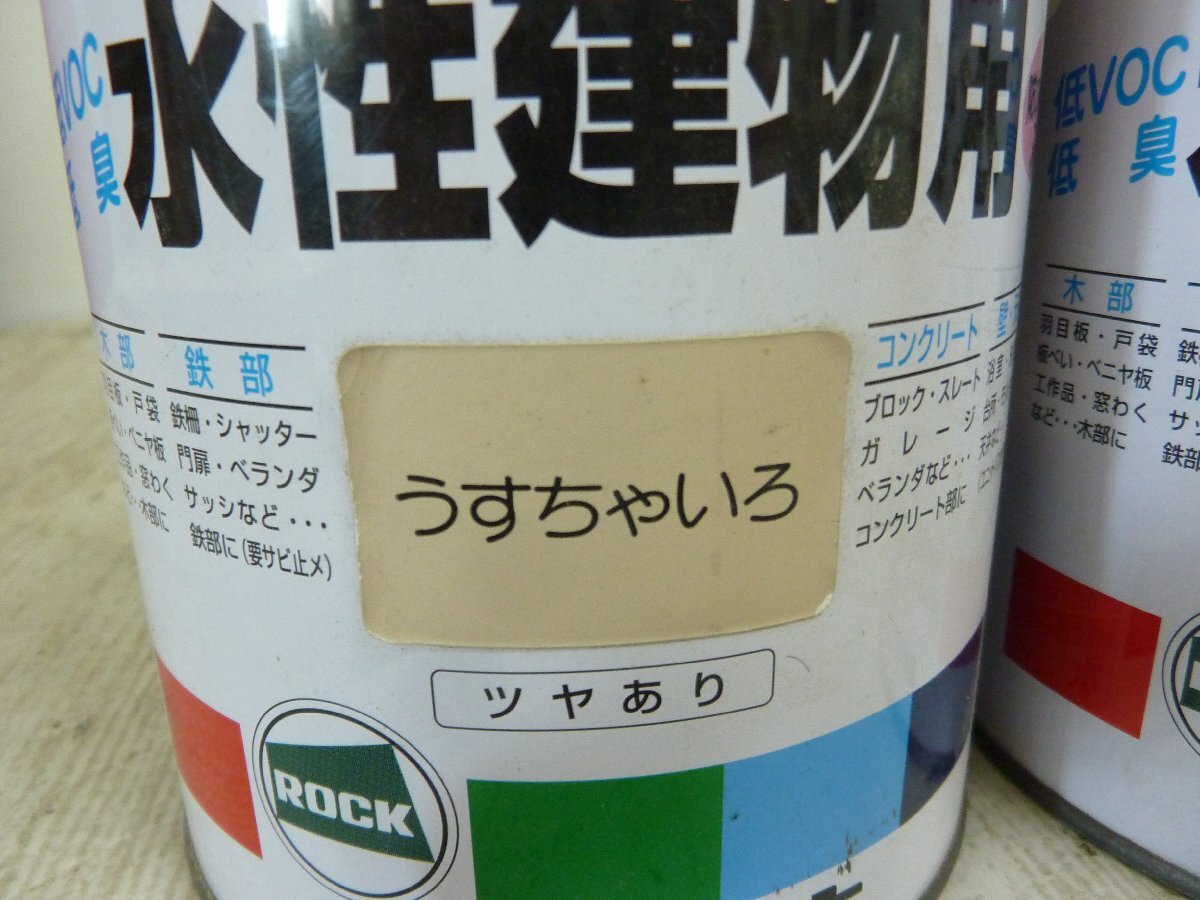 水性建物用
低VOC
低臭
木部
鉄部
鉄柵・シャッター
門扉・ベランダ
サッシなど・・・
鉄部に(要サビ止メ)
うすちゃいろ
ツヤあり
コンクリート
ブロック・スレート
ガレージ
ベランダなど・・・
コンクリート部に
ROCK
低VOC
低臭
木部
羽目板・戸袋
板べい・ベニヤ板
工作品・窓わく
など・・・木部に